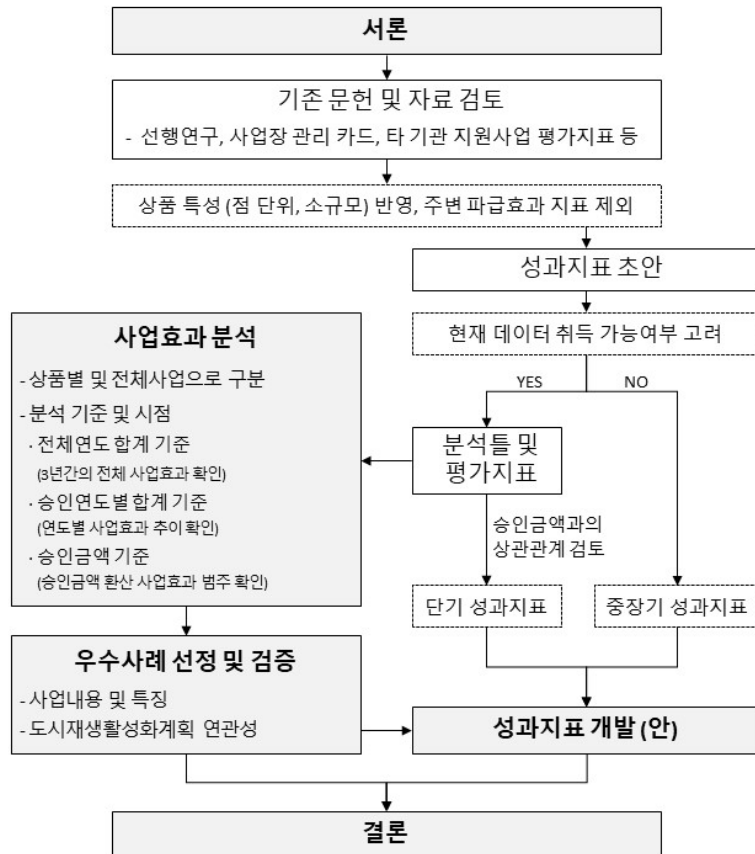 서론
기존 문헌 및 자료 검토
- 선행연구, 사업장 관리 카드, 타 기관 지원사업 평가지표 등
상품 특성 (점 단위, 소규모) 반영, 주변 파급효과 지표 제외
성과지표 초안
현재 데이터 취득 가능여부 고려
YES
NO
분석틀 및
평가지표
승인금액과의
상관관계 검토
단기 성과지표
중장기 성과지표
사업효과 분석
- 상품별 및 전체사업으로 구분
- 분석 기준 및 시점
· 전체연도 합계 기준
(3년간의 전체 사업효과 확인)
· 승인연도별 합계 기준
(연도별 사업효과 추이 확인)
· 승인금액 기준
(승인금액 환산 사업효과 범주 확인)
우수사례 선정 및 검증
- 사업내용 및 특징
- 도시재생활성화계획 연관성
성과지표 개발 (안)
결론